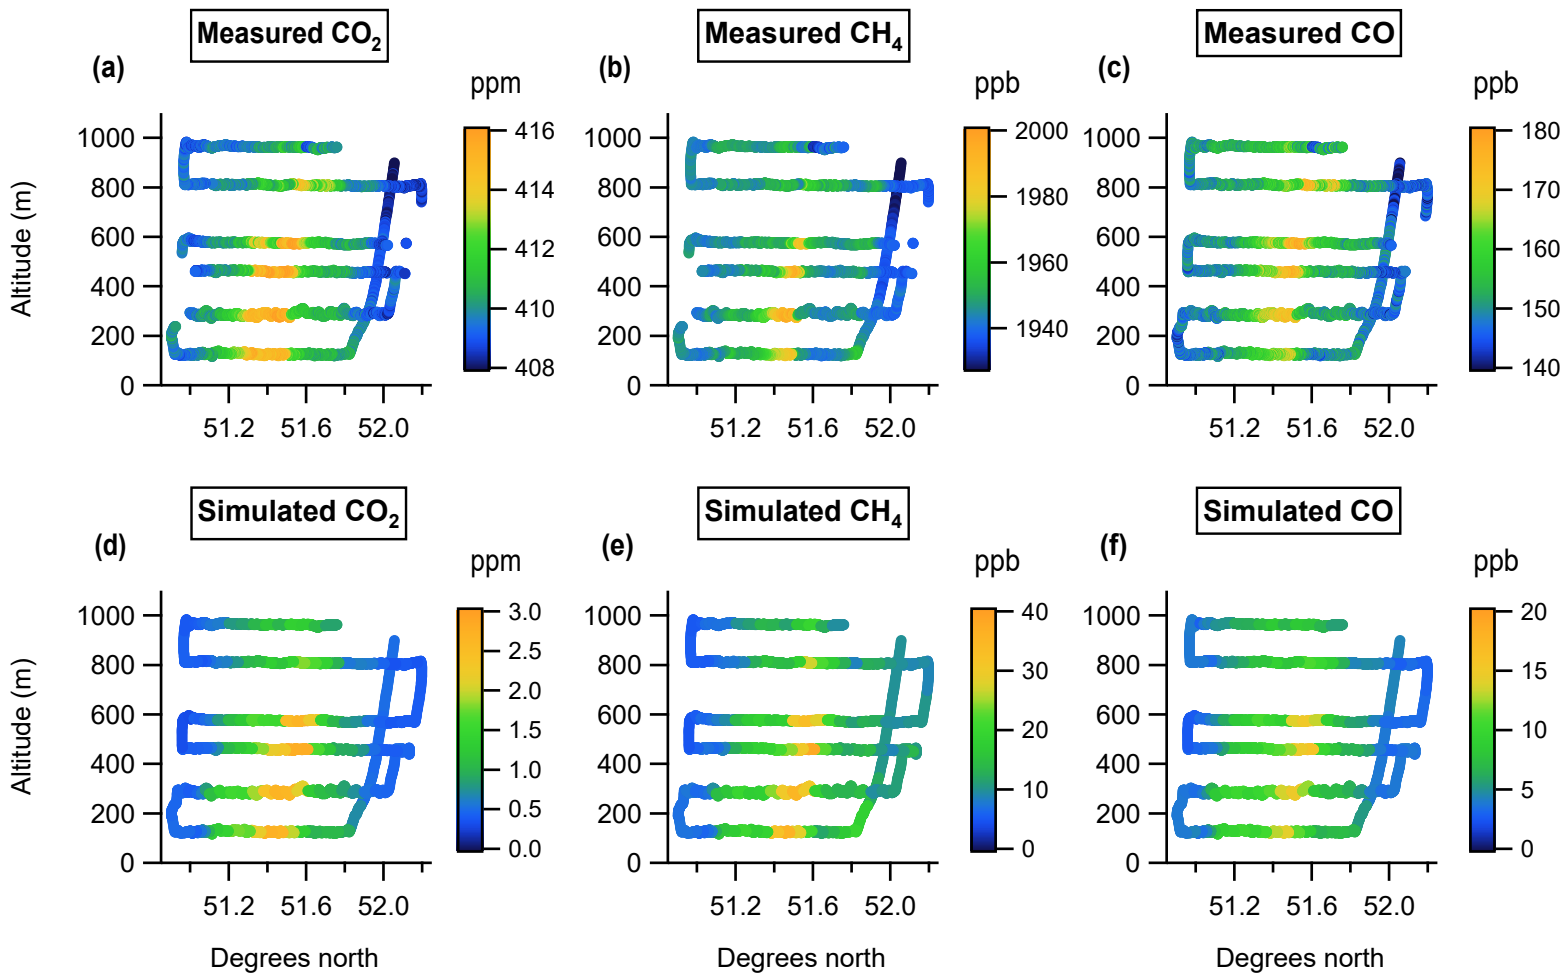 Measured CO₂
Measured CH₄
Measured CO
(a)
(b)
(c)
ppm
ppb
ppb
1000
800
600
400
200
0
Altitude (m)
416
414
412
410
408
51.2 51.6 52.0
1000
800
600
400
200
0
2000
1980
1960
1940
51.2 51.6 52.0
1000
800
600
400
200
0
180
170
160
150
140
51.2 51.6 52.0
Simulated CO₂
Simulated CH₄
Simulated CO
(d)
(e)
(f)
ppm
ppb
ppb
1000
800
600
400
200
0
Altitude (m)
3.0
2.5
2.0
1.5
1.0
0.5
0.0
51.2 51.6 52.0
Degrees north
1000
800
600
400
200
0
40
30
20
10
0
51.2 51.6 52.0
Degrees north
1000
800
600
400
200
0
20
15
10
5
0
51.2 51.6 52.0
Degrees north